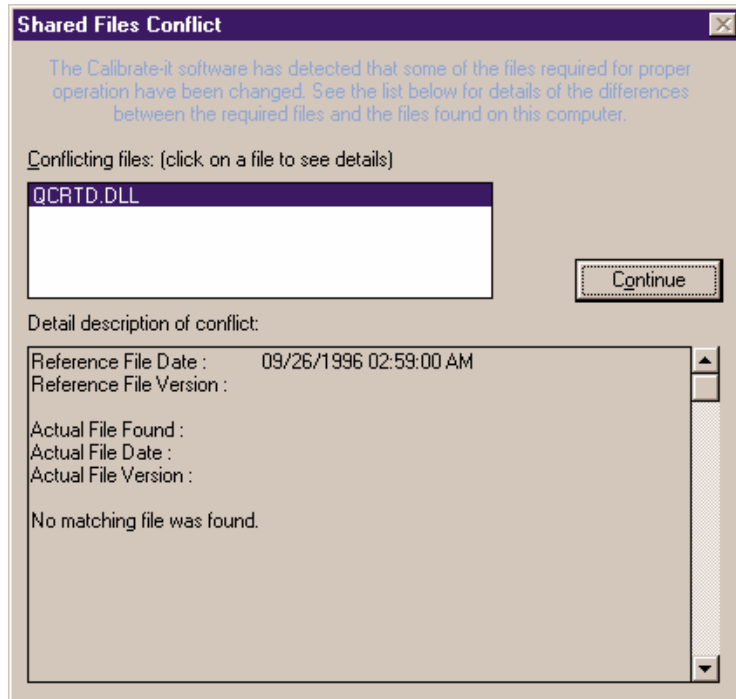 Shared Files Conflict
The Calibrate-it software has detected that some of the files required for proper
operation have been changed. See the list below for details of the differences
between the required files and the files found on this computer.
Conflicting files: (click on a file to see details)
QCRTD.DLL
Continue
Detail description of conflict:
Reference File Date : 09/26/1996 02:59:00 AM
Reference File Version :
Actual File Found :
Actual File Date :
Actual File Version :
No matching file was found.